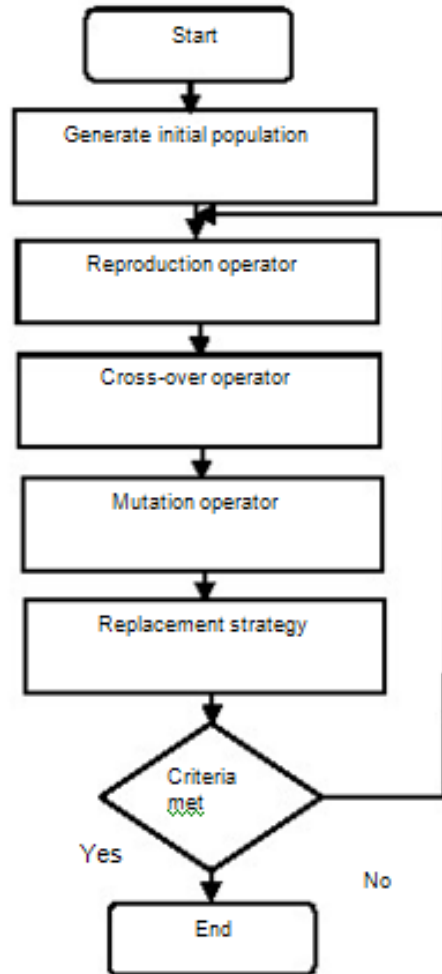 Start
Generate initial population
Reproduction operator
Cross-over operator
Mutation operator
Replacement strategy
Criteria
met
Yes
No
End